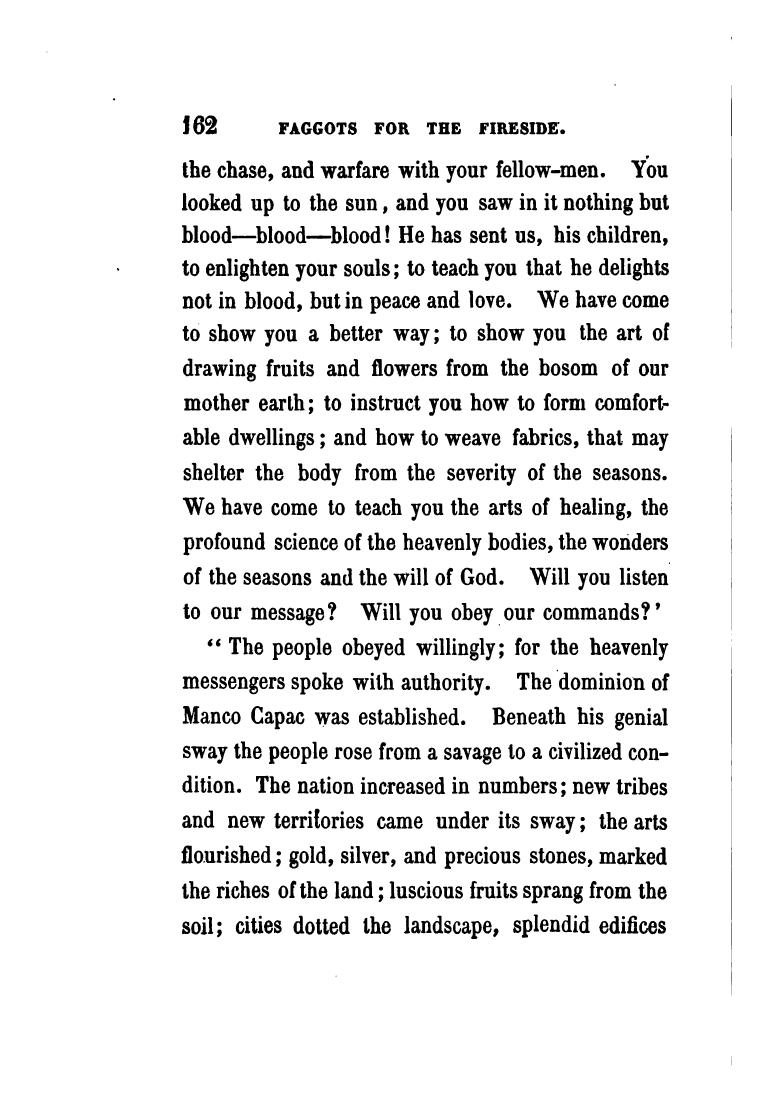 162 FAGGOTS FOR THE FIRESIDE.
the chase, and warfare with your fellow-men. You
looked up to the sun, and you saw in it nothing but
blood—blood—blood! He has sent us, his children,
to enlighten your souls; to teach you that he delights
not in blood, but in peace and love. We have come
to show you a better way; to show you the art of
drawing fruits and flowers from the bosom of our
mother earth; to instruct you how to form comfort-
able dwellings; and how to weave fabrics, that may
shelter the body from the severity of the seasons.
We have come to teach you the arts of healing, the
profound science of the heavenly bodies, the wonders
of the seasons and the will of God. Will you listen
to our message? Will you obey our commands?’
“ The people obeyed willingly; for the heavenly
messengers spoke with authority. The dominion of
Manco Capac was established. Beneath his genial
sway the people rose from a savage to a civilized con-
dition. The nation increased in numbers; new tribes
and new territories came under its sway; the arts
flourished; gold, silver, and precious stones, marked
the riches of the land; luscious fruits sprang from the
soil; cities dotted the landscape, splendid edifices